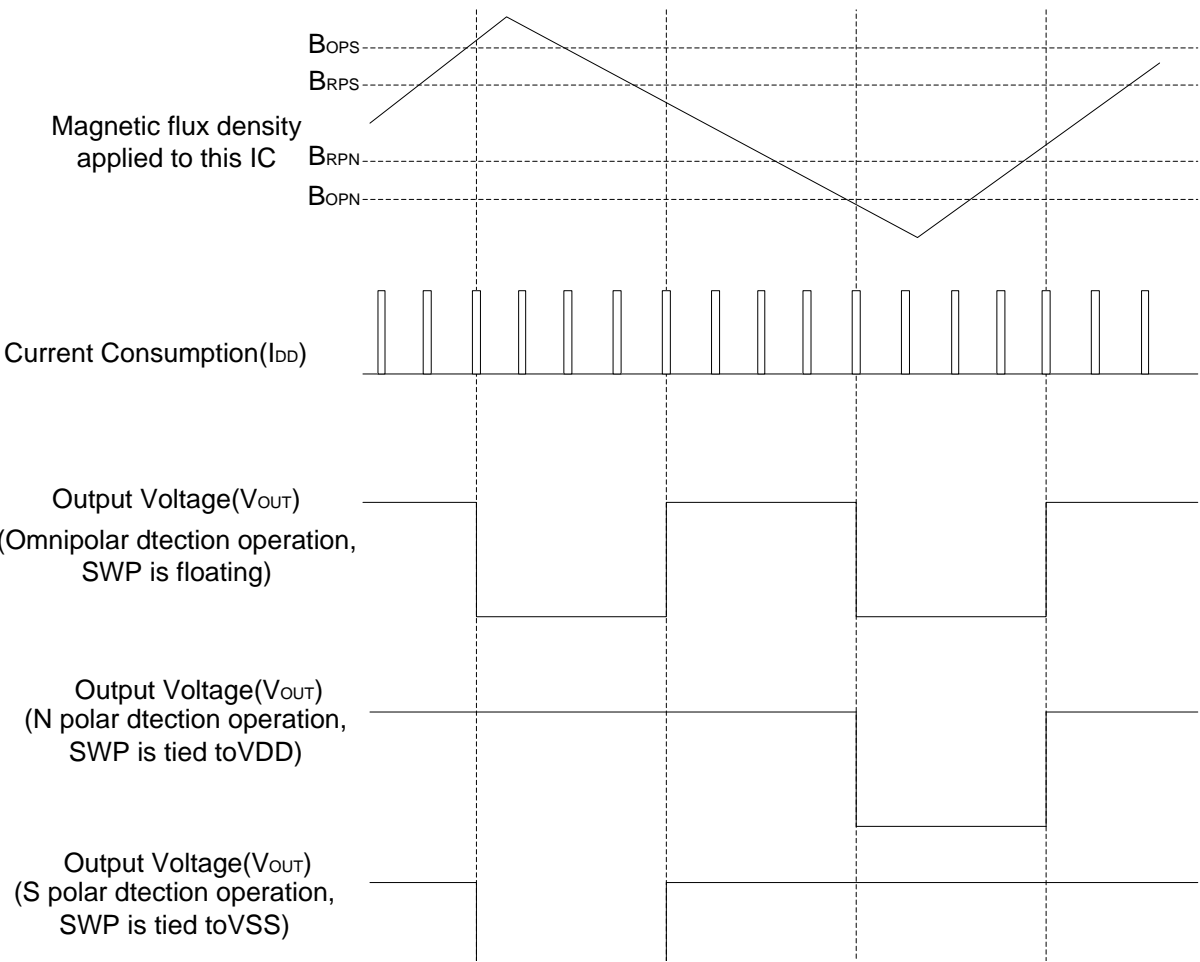 BOPS
BRPS
Magnetic flux density
applied to this IC
BRPN
BOPN
Current Consumption(IDD)
Output Voltage(VOUT)
(Omnipolar dtection operation,
SWP is floating)
Output Voltage(VOUT)
(N polar dtection operation,
SWP is tied toVDD)
Output Voltage(VOUT)
(S polar dtection operation,
SWP is tied toVSS)